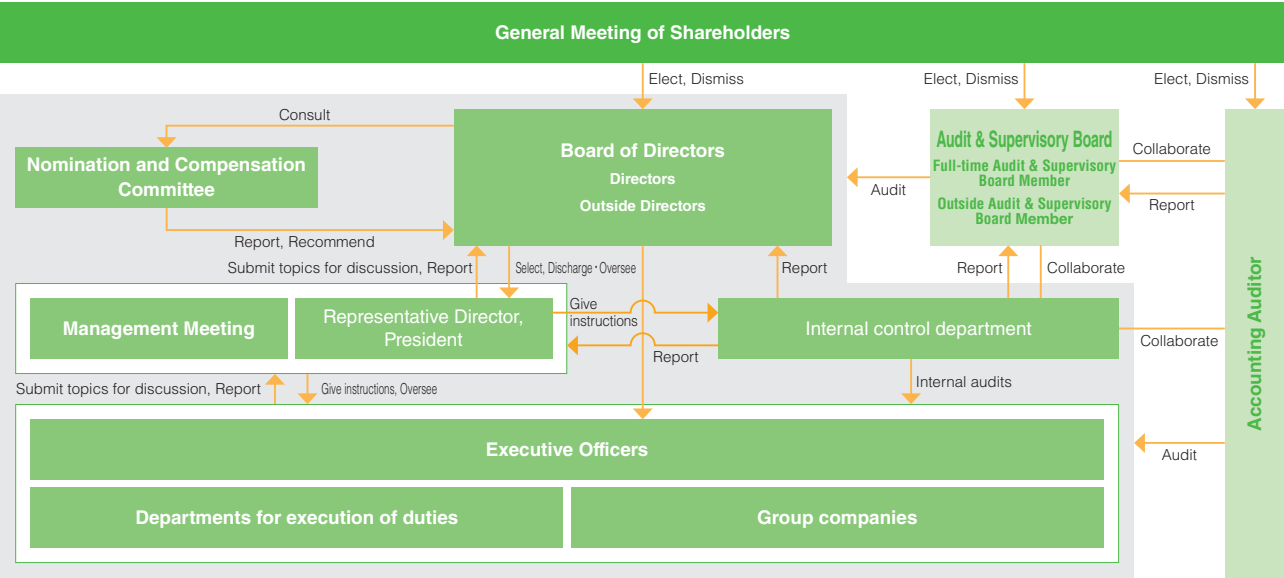 General Meeting of Shareholders
Elect, Dismiss
Elect, Dismiss
Elect, Dismiss
Consult
Nomination and Compensation
Committee
Report, Recommend
Board of Directors
Directors
Outside Directors
Audit
Audit & Supervisory Board
Full-time Audit & Supervisory
Board Member
Outside Audit & Supervisory
Board Member
Collaborate
Report
Submit topics for discussion, Report
Select, Discharge・Oversee
Report
Report
Collaborate
Management Meeting
Representative Director,
President
Give
instructions
Report
Internal control department
Collaborate
Accounting Auditor
Submit topics for discussion, Report
Give instructions, Oversee
Internal audits
Executive Officers
Audit
Departments for execution of duties
Group companies